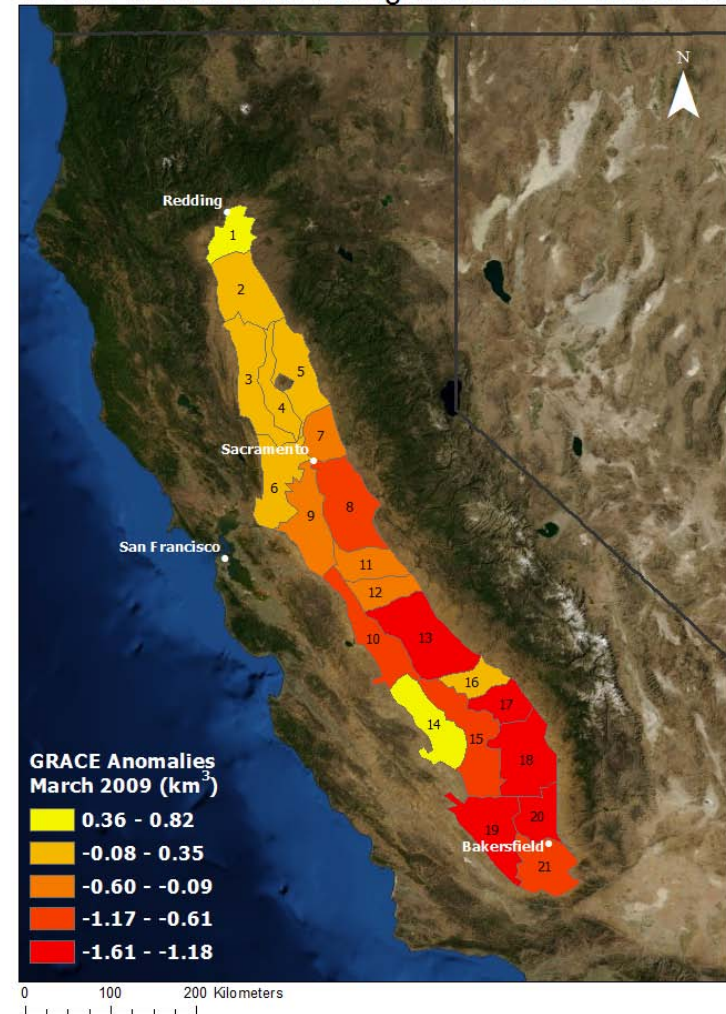 N
Redding
1
2
3
5
4
7
Sacramento
6
8
9
San Francisco
11
12
10
13
16
17
14
15
18
GRACE Anomalies
March 2009 (km³)
0.36 - 0.82
-0.08 - 0.35
-0.60 - -0.09
-1.17 - -0.61
-1.61 - -1.18
19
20
Bakersfield
21
0 100 200 Kilometers